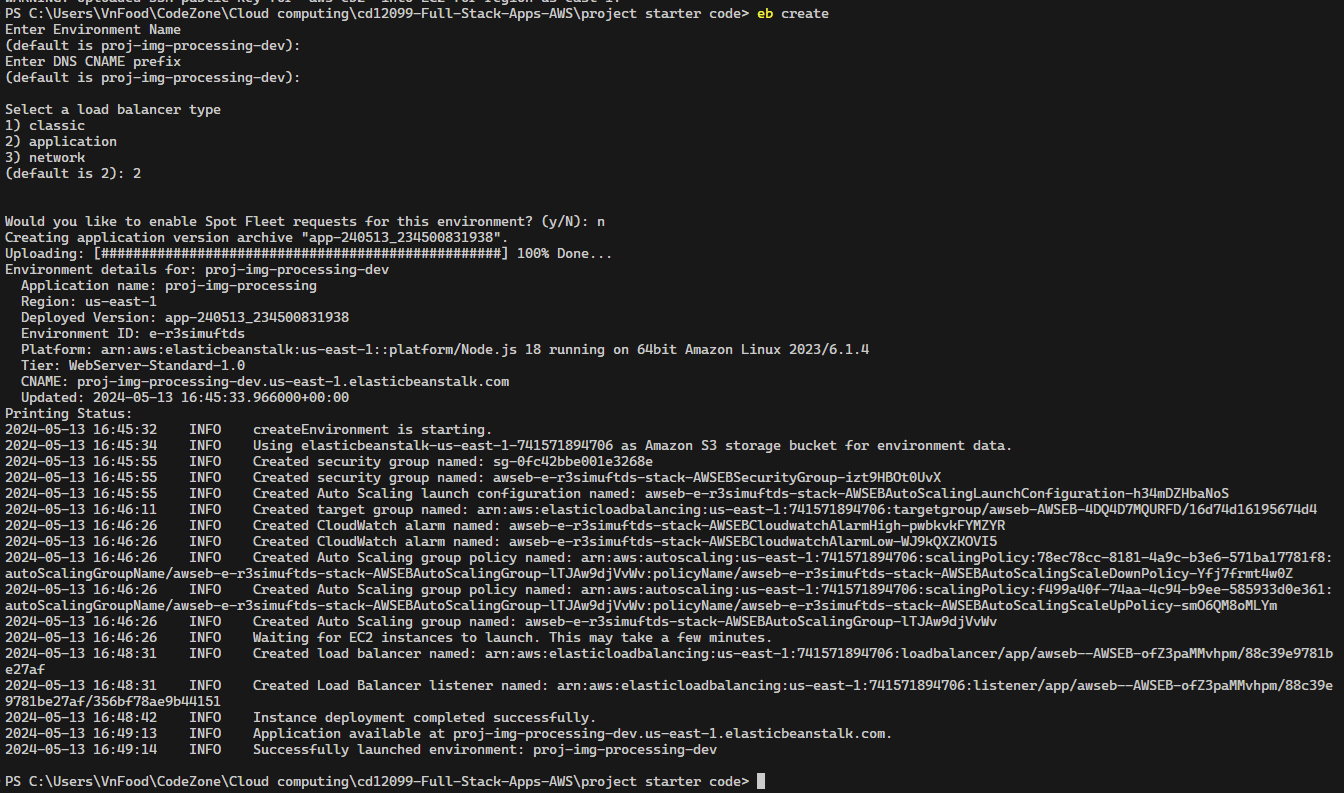 PS C:\Users\VnFood\CodeZone\Cloud computing\cd12099-Full-Stack-Apps-AWS\project starter code> eb create
Enter Environment Name
(default is proj-img-processing-dev):
Enter DNS CNAME prefix
(default is proj-img-processing-dev):
Select a load balancer type
1) classic
2) application
3) network
(default is 2): 2
Would you like to enable Spot Fleet requests for this environment? (y/N): n
Creating application version archive "app-240513_234500831938".
Uploading: [##################################################] 100% Done...
Environment details for: proj-img-processing-dev
  Application name: proj-img-processing
  Region: us-east-1
  Deployed Version: app-240513_234500831938
  Environment ID: e-r3simuftds
  Platform: arn:aws:elasticbeanstalk:us-east-1::platform/Node.js 18 running on 64bit Amazon Linux 2023/6.1.4
  Tier: WebServer-Standard-1.0
  CNAME: proj-img-processing-dev.us-east-1.elasticbeanstalk.com
  Updated: 2024-05-13 16:45:33.966000+00:00
Printing Status:
2024-05-13 16:45:32    INFO    createEnvironment is starting.
2024-05-13 16:45:34    INFO    Using elasticbeanstalk-us-east-1-741571894706 as Amazon S3 storage bucket for environment data.
2024-05-13 16:45:55    INFO    Created security group named: sg-0fc42bbe001e3268e
2024-05-13 16:45:55    INFO    Created security group named: awseb-e-r3simuftds-stack-AWSEBSecurityGroup-izt9HBOt0UvX
2024-05-13 16:45:55    INFO    Created Auto Scaling launch configuration named: awseb-e-r3simuftds-stack-AWSEBAutoScalingLaunchConfiguration-h34mDZHbaNoS
2024-05-13 16:46:11    INFO    Created target group named: arn:aws:elasticloadbalancing:us-east-1:741571894706:targetgroup/awseb-AWSEB-4DQ4D7MQURFD/16d74d16195674d4
2024-05-13 16:46:26    INFO    Created CloudWatch alarm named: awseb-e-r3simuftds-stack-AWSEBCloudwatchAlarmHigh-pwbkvkFYMZYR
2024-05-13 16:46:26    INFO    Created CloudWatch alarm named: awseb-e-r3simuftds-stack-AWSEBCloudwatchAlarmLow-WJ9kQXZKOVI5
2024-05-13 16:46:26    INFO    Created Auto Scaling group policy named: arn:aws:autoscaling:us-east-1:741571894706:scalingPolicy:78ec78cc-8181-4a9c-b3e6-571ba17781f8:
autoScalingGroupName/awseb-e-r3simuftds-stack-AWSEBAutoScalingGroup-lTJAw9djVvWv:policyName/awseb-e-r3simuftds-stack-AWSEBAutoScalingScaleDownPolicy-Yfj7frmt4w0Z
2024-05-13 16:46:26    INFO    Created Auto Scaling group policy named: arn:aws:autoscaling:us-east-1:741571894706:scalingPolicy:f499a40f-74aa-4c94-b9ee-585933d0e361:
autoScalingGroupName/awseb-e-r3simuftds-stack-AWSEBAutoScalingGroup-lTJAw9djVvWv:policyName/awseb-e-r3simuftds-stack-AWSEBAutoScalingScaleUpPolicy-smO6QM8oMLYm
2024-05-13 16:46:26    INFO    Created Auto Scaling group named: awseb-e-r3simuftds-stack-AWSEBAutoScalingGroup-lTJAw9djVvWv
2024-05-13 16:46:26    INFO    Waiting for EC2 instances to launch. This may take a few minutes.
2024-05-13 16:48:31    INFO    Created load balancer named: arn:aws:elasticloadbalancing:us-east-1:741571894706:loadbalancer/app/awseb--AWSEB-ofZ3paMMvhpm/88c39e9781b
e27af
2024-05-13 16:48:31    INFO    Created Load Balancer listener named: arn:aws:elasticloadbalancing:us-east-1:741571894706:listener/app/awseb--AWSEB-ofZ3paMMvhpm/88c39e
9781be27af/356bf78ae9b44151
2024-05-13 16:48:42    INFO    Instance deployment completed successfully.
2024-05-13 16:49:13    INFO    Application available at proj-img-processing-dev.us-east-1.elasticbeanstalk.com.
2024-05-13 16:49:14    INFO    Successfully launched environment: proj-img-processing-dev
PS C:\Users\VnFood\CodeZone\Cloud computing\cd12099-Full-Stack-Apps-AWS\project starter code>